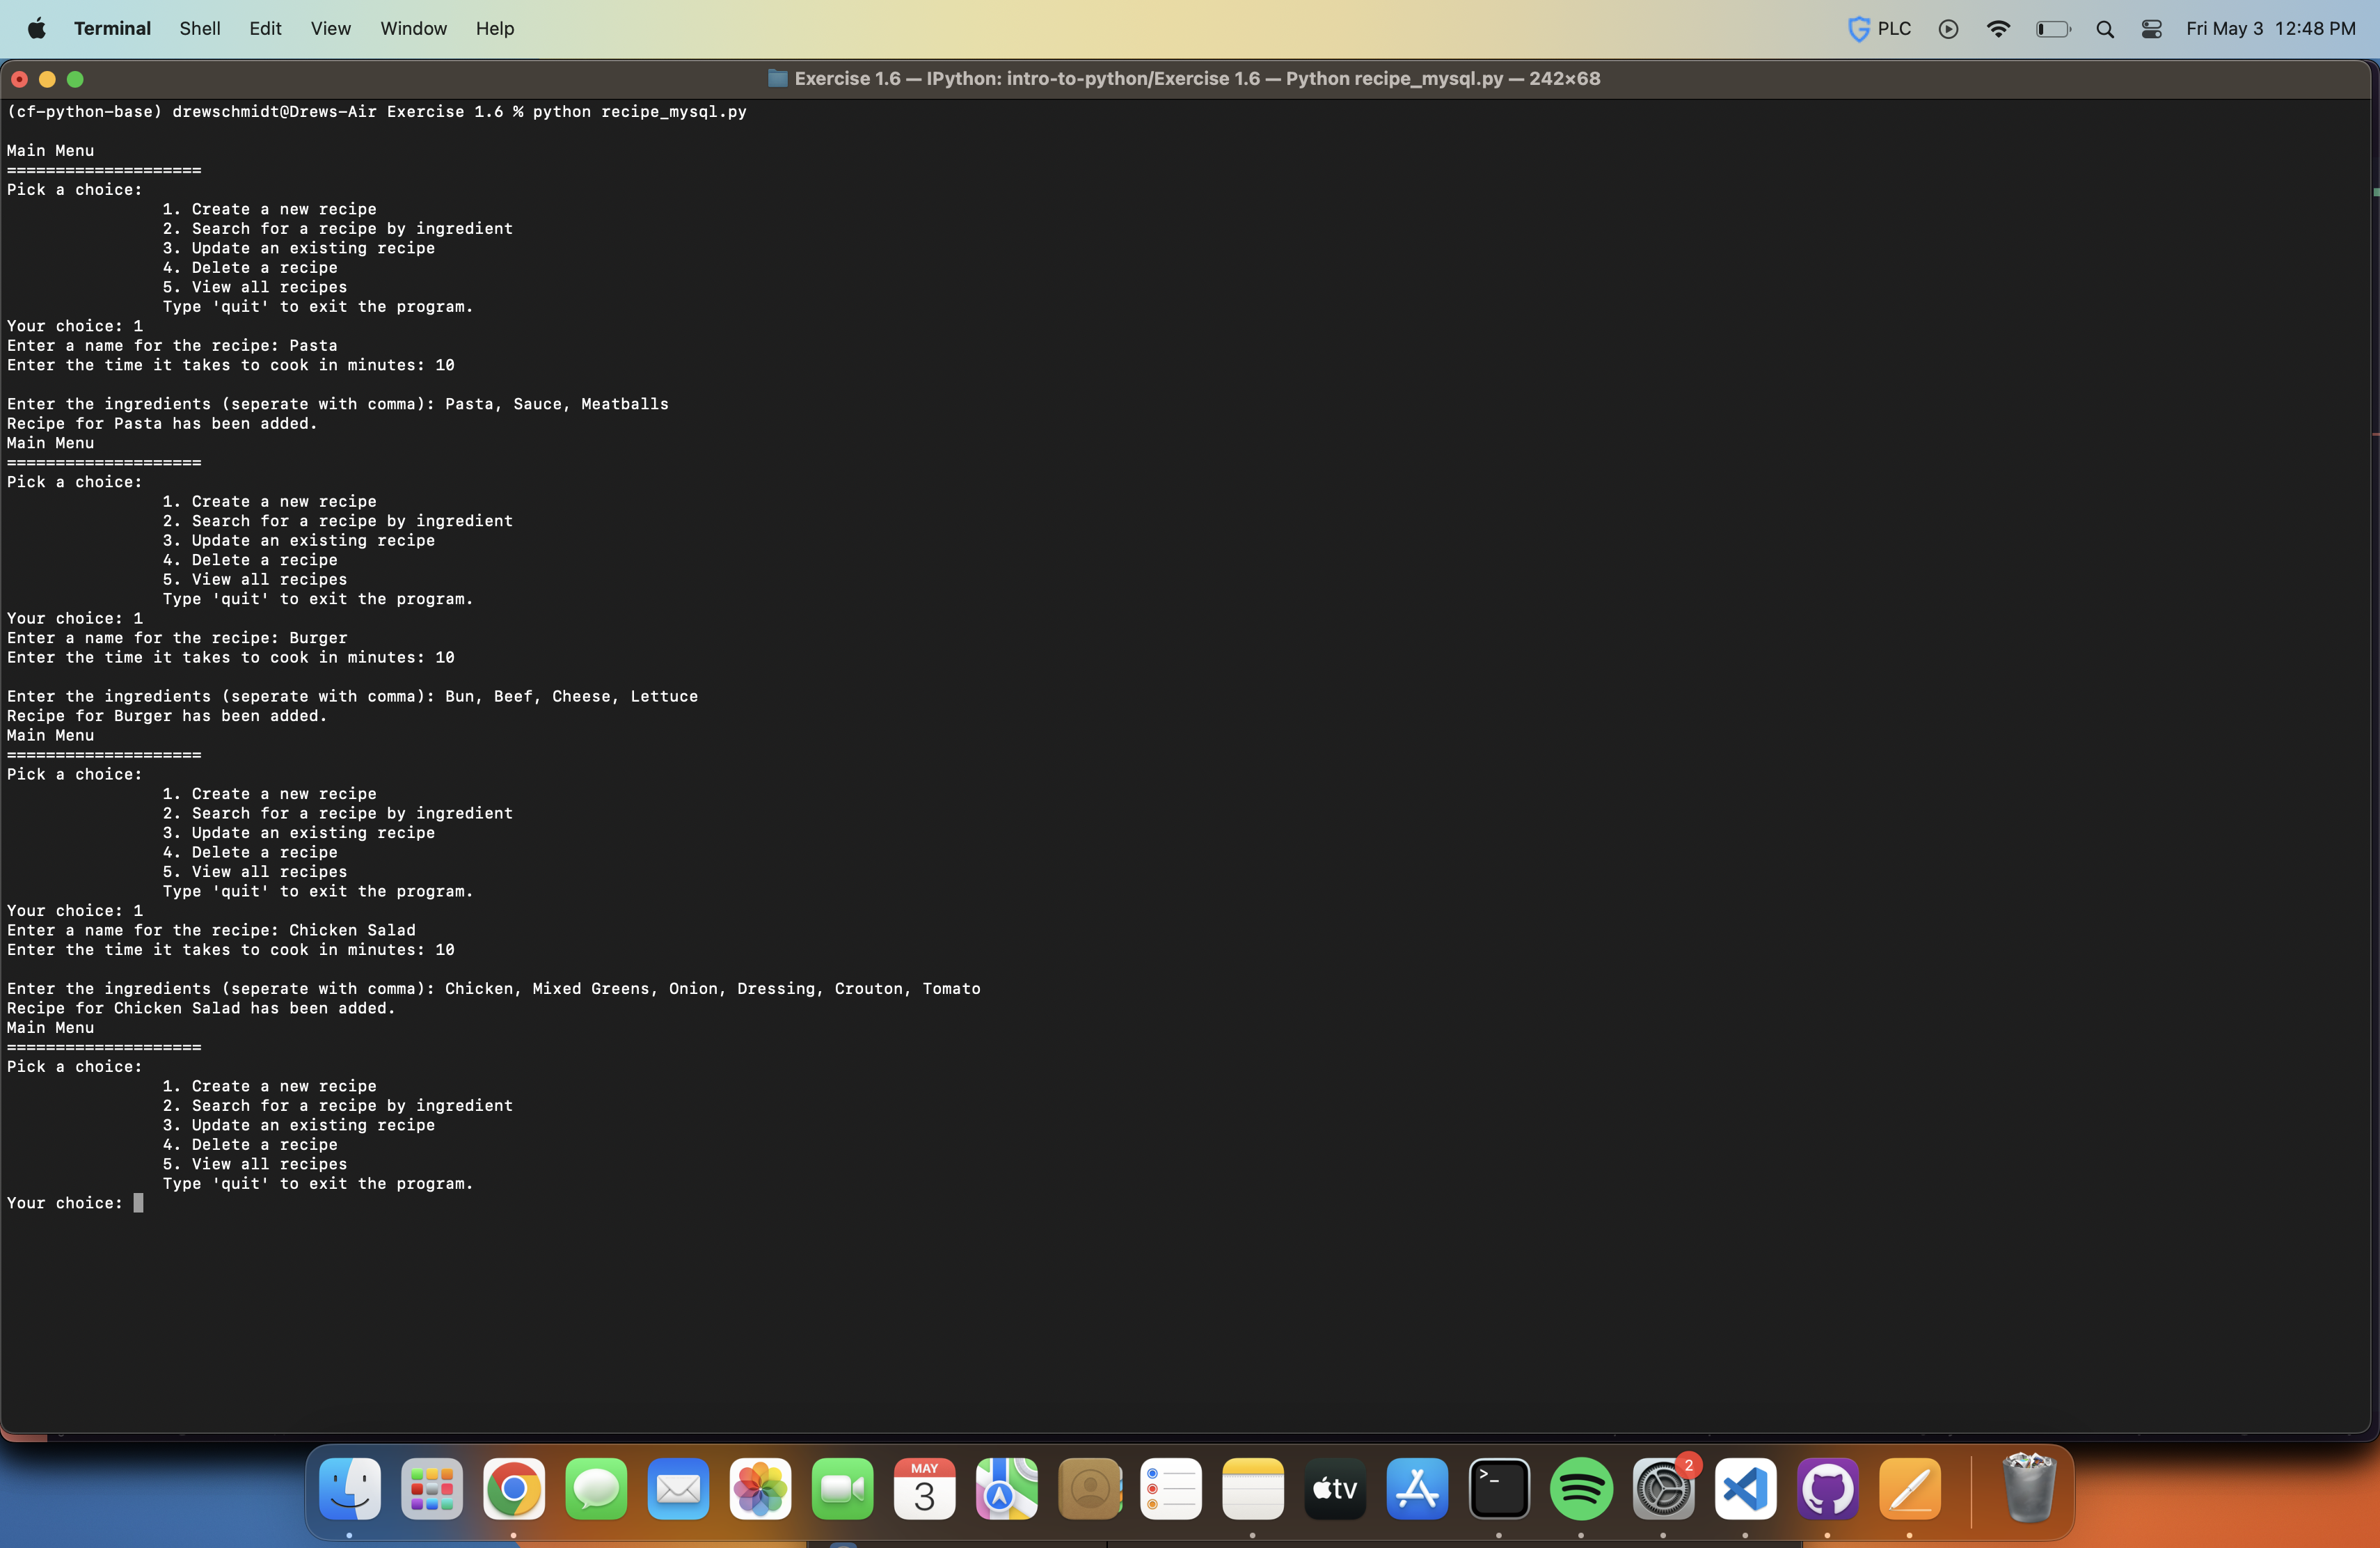 Terminal Shell Edit View Window Help PLC Fri May 3 12:48 PM
Exercise 1.6 — IPython: intro-to-python/Exercise 1.6 — Python recipe_mysql.py — 242×68
(cf-python-base) drewschmidt@Drews-Air Exercise 1.6 % python recipe_mysql.py
Main Menu
====================
Pick a choice:
1. Create a new recipe
2. Search for a recipe by ingredient
3. Update an existing recipe
4. Delete a recipe
5. View all recipes
Type 'quit' to exit the program.
Your choice: 1
Enter a name for the recipe: Pasta
Enter the time it takes to cook in minutes: 10
Enter the ingredients (seperate with comma): Pasta, Sauce, Meatballs
Recipe for Pasta has been added.
Main Menu
====================
Pick a choice:
1. Create a new recipe
2. Search for a recipe by ingredient
3. Update an existing recipe
4. Delete a recipe
5. View all recipes
Type 'quit' to exit the program.
Your choice: 1
Enter a name for the recipe: Burger
Enter the time it takes to cook in minutes: 10
Enter the ingredients (seperate with comma): Bun, Beef, Cheese, Lettuce
Recipe for Burger has been added.
Main Menu
====================
Pick a choice:
1. Create a new recipe
2. Search for a recipe by ingredient
3. Update an existing recipe
4. Delete a recipe
5. View all recipes
Type 'quit' to exit the program.
Your choice: 1
Enter a name for the recipe: Chicken Salad
Enter the time it takes to cook in minutes: 10
Enter the ingredients (seperate with comma): Chicken, Mixed Greens, Onion, Dressing, Crouton, Tomato
Recipe for Chicken Salad has been added.
Main Menu
====================
Pick a choice:
1. Create a new recipe
2. Search for a recipe by ingredient
3. Update an existing recipe
4. Delete a recipe
5. View all recipes
Type 'quit' to exit the program.
Your choice:
MAY
3
tv
>_
2